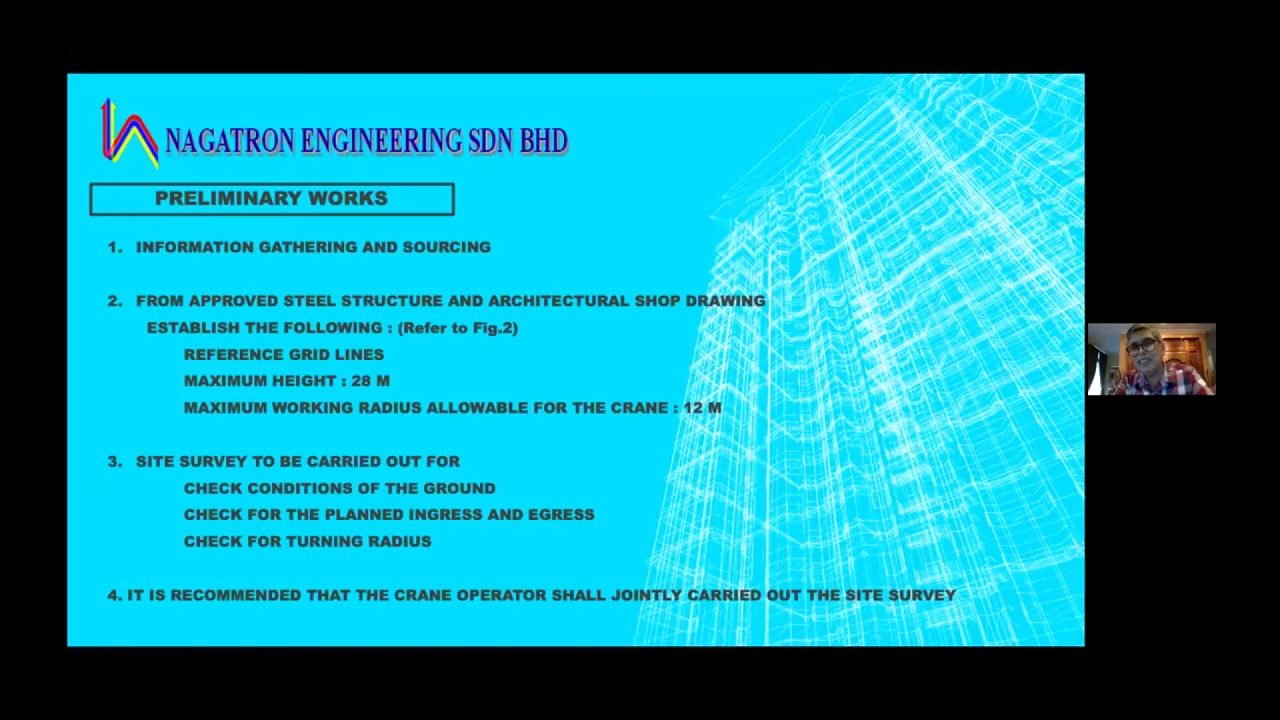 NAGATRON ENGINEERING SDN BHD
PRELIMINARY WORKS
1. INFORMATION GATHERING AND SOURCING
2. FROM APPROVED STEEL STRUCTURE AND ARCHITECTURAL SHOP DRAWING
ESTABLISH THE FOLLOWING : (Refer to Fig.2)
REFERENCE GRID LINES
MAXIMUM HEIGHT : 28 M
MAXIMUM WORKING RADIUS ALLOWABLE FOR THE CRANE : 12 M
3. SITE SURVEY TO BE CARRIED OUT FOR
CHECK CONDITIONS OF THE GROUND
CHECK FOR THE PLANNED INGRESS AND EGRESS
CHECK FOR TURNING RADIUS
4. IT IS RECOMMENDED THAT THE CRANE OPERATOR SHALL JOINTLY CARRIED OUT THE SITE SURVEY